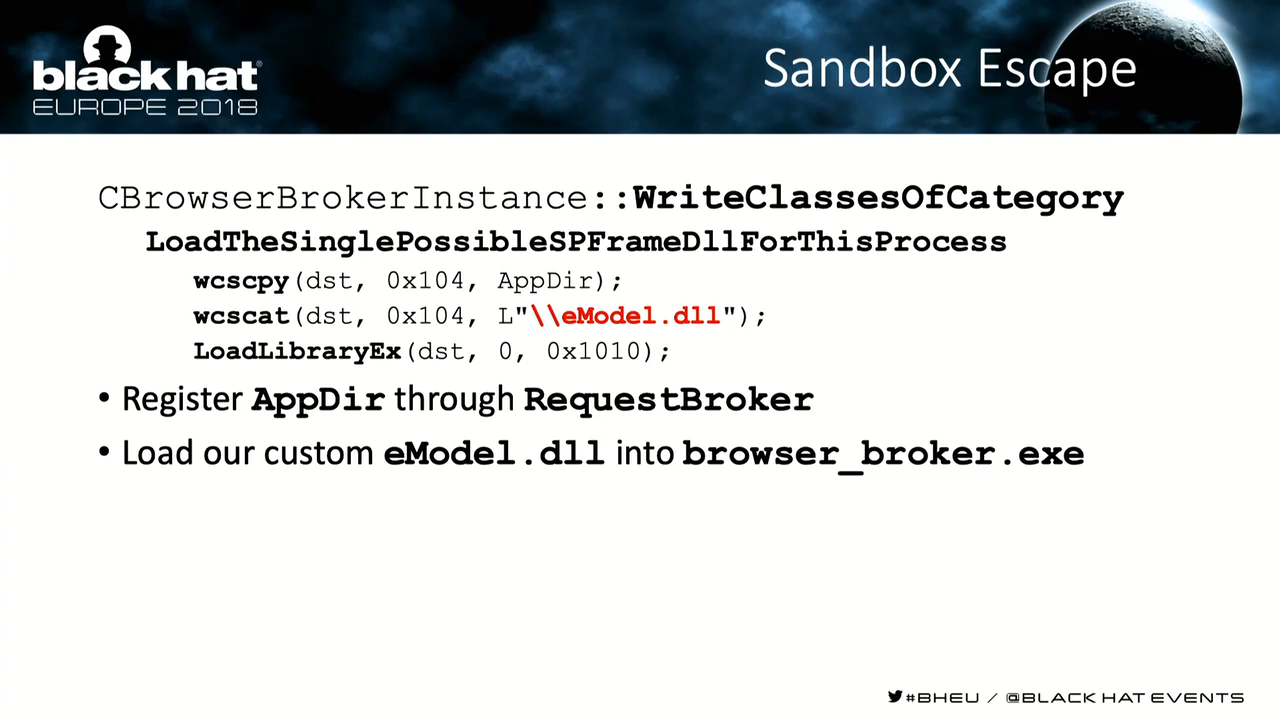 black hat®
EUROPE 2018
Sandbox Escape
CBrowserBrokerInstance::WriteClassesOfCategory
LoadTheSinglePossibleSPFrameDllForThisProcess
wcscpy(dst, 0x104, AppDir);
wcscat(dst, 0x104, L"\\eModel.dll");
LoadLibraryEx(dst, 0, 0x1010);
• Register AppDir through RequestBroker
• Load our custom eModel.dll into browser_broker.exe
#BHEU / @BLACK HAT EVENTS